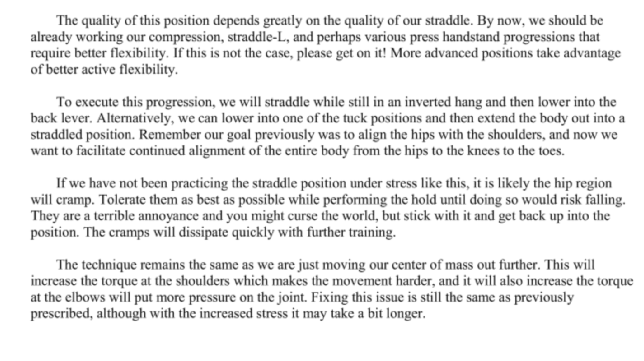 The quality of this position depends greatly on the quality of our straddle. By now, we should be
already working our compression, straddle-L, and perhaps various press handstand progressions that
require better flexibility. If this is not the case, please get on it! More advanced positions take advantage
of better active flexibility.
To execute this progression, we will straddle while still in an inverted hang and then lower into the
back lever. Alternatively, we can lower into one of the tuck positions and then extend the body out into a
straddled position. Remember our goal previously was to align the hips with the shoulders, and now we
want to facilitate continued alignment of the entire body from the hips to the knees to the toes.
If we have not been practicing the straddle position under stress like this, it is likely the hip region
will cramp. Tolerate them as best as possible while performing the hold until doing so would risk falling.
They are a terrible annoyance and you might curse the world, but stick with it and get back up into the
position. The cramps will dissipate quickly with further training.
The technique remains the same as we are just moving our center of mass out further. This will
increase the torque at the shoulders which makes the movement harder, and it will also increase the torque
at the elbows will put more pressure on the joint. Fixing this issue is still the same as previously
prescribed, although with the increased stress it may take a bit longer.